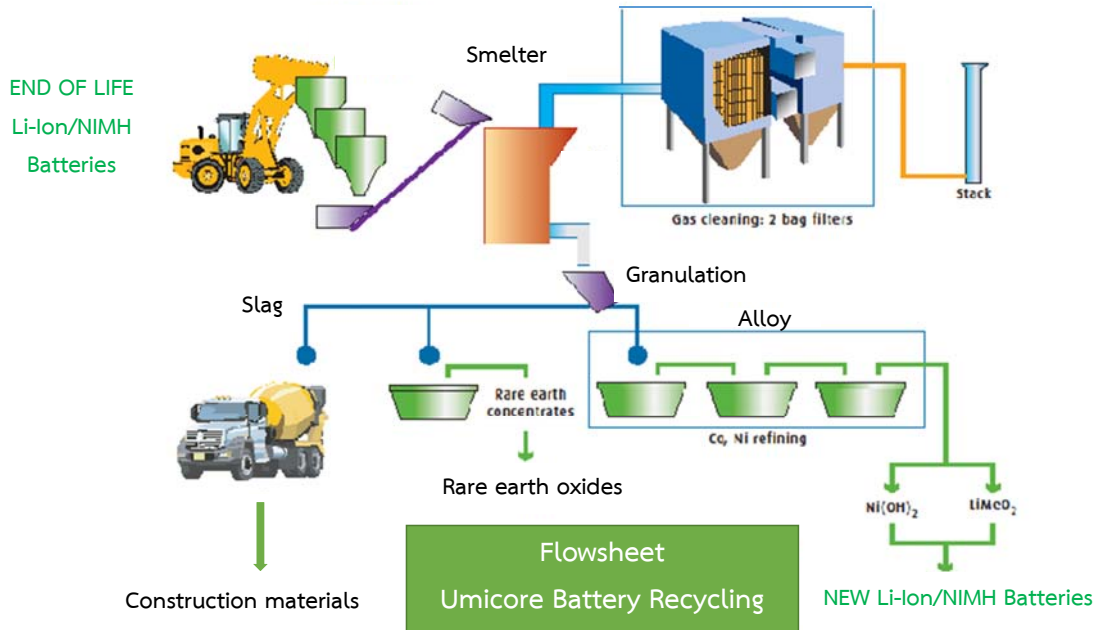 Smelter
END OF LIFE
Li-Ion/NIMH
Batteries
Stack
Gas cleaning: 2 bag filters
Granulation
Slag
Alloy
Rare earth
concentrates
Co, Ni refining
Rare earth oxides
Ni(OH)2
LiMeO2
Flowsheet
Umicore Battery Recycling
Construction materials
NEW Li-Ion/NIMH Batteries